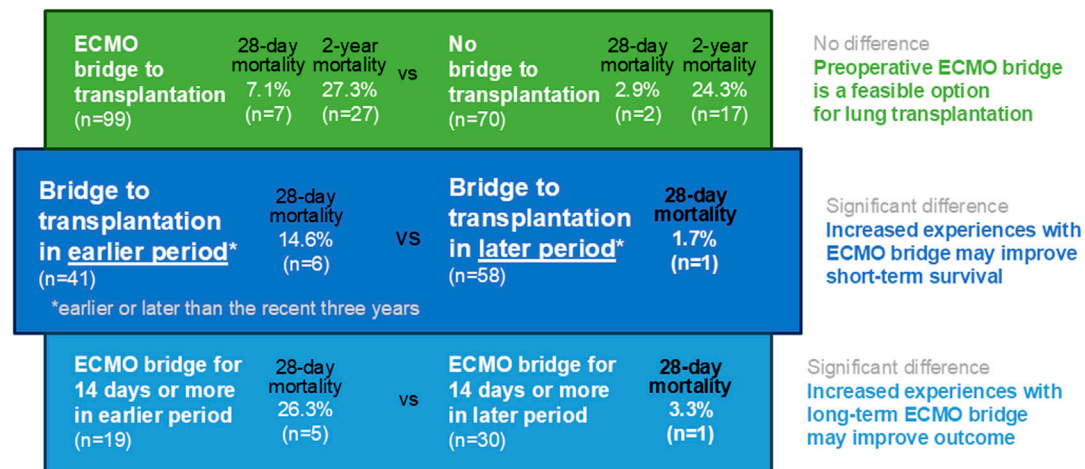 ECMO
bridge to
transplantation
(n=99)
28-day
mortality
7.1%
(n=7)
2-year
mortality
27.3%
(n=27)
vs
No
bridge to
transplantation
(n=70)
28-day
mortality
2.9%
(n=2)
2-year
mortality
24.3%
(n=17)
No difference
Preoperative ECMO bridge
is a feasible option
for lung transplantation
Bridge to
transplantation
in earlier period*
(n=41)
28-day
mortality
14.6%
(n=6)
vs
Bridge to
transplantation
in later period*
(n=58)
28-day
mortality
1.7%
(n=1)
*earlier or later than the recent three years
Significant difference
Increased experiences with
ECMO bridge may improve
short-term survival
ECMO bridge for
14 days or more
in earlier period
(n=19)
28-day
mortality
26.3%
(n=5)
vs
ECMO bridge for
14 days or more
in later period
(n=30)
28-day
mortality
3.3%
(n=1)
Significant difference
Increased experiences with
long-term ECMO bridge
may improve outcome